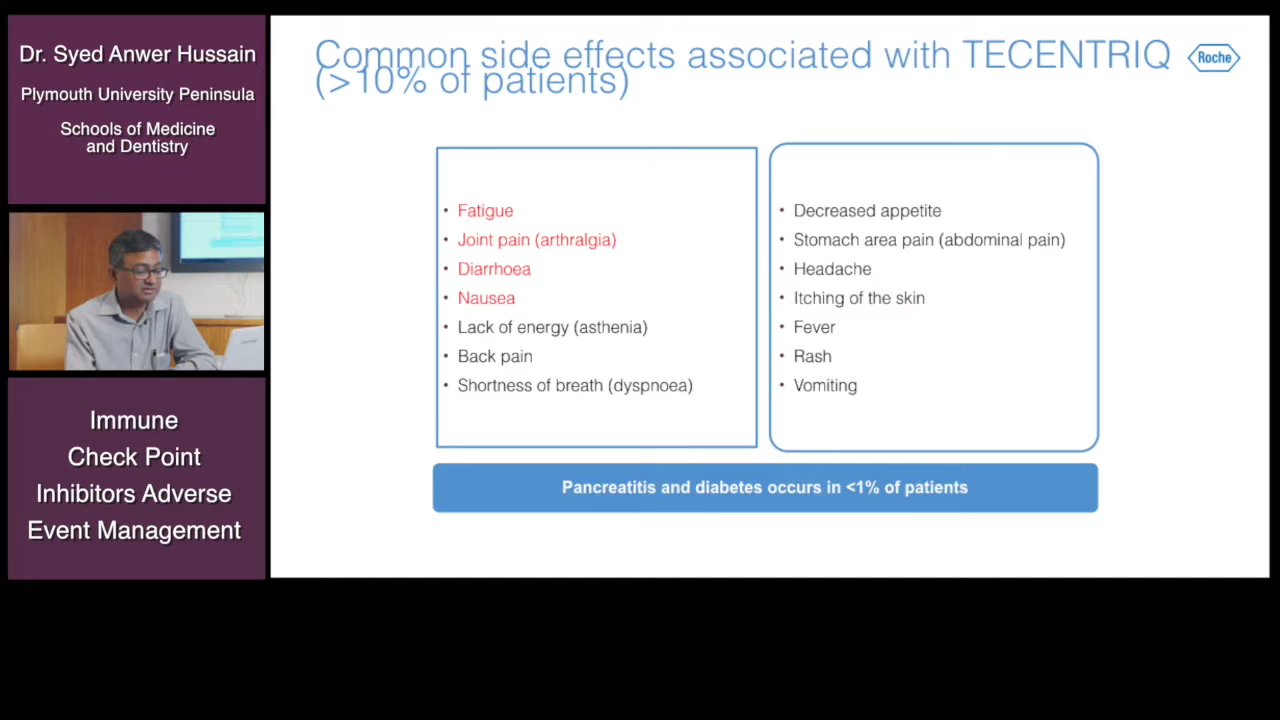 Dr. Syed Anwer Hussain
Plymouth University Peninsula
Schools of Medicine
and Dentistry
Immune
Check Point
Inhibitors Adverse
Event Management
Common side effects associated with TECENTRIQ
(>10% of patients)
Roche
• Fatigue
• Joint pain (arthralgia)
• Diarrhoea
• Nausea
• Lack of energy (asthenia)
• Back pain
• Shortness of breath (dyspnoea)
• Decreased appetite
• Stomach area pain (abdominal pain)
• Headache
• Itching of the skin
• Fever
• Rash
• Vomiting
Pancreatitis and diabetes occurs in <1% of patients